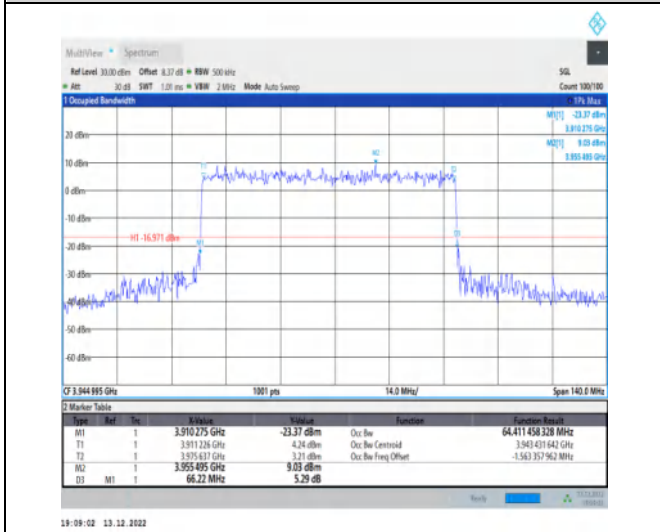 MultiView Spectrum
Ref Level 30.00 dBm Offset 8.37 dB RBW 500 kHz SGL
Att 30 dB SWT 1.01 ms VBW 2 MHz Mode Auto Sweep Count 100/100
1 Occupied Bandwidth 1Pk Max
M1[1] -23.37 dBm
3.910 275 GHz
20 dBm
M2[1] 9.03 dBm
3.955 495 GHz
M2
10 dBm
T1
0 dBm
-10 dBm
H1 -16.971 dBm
D3
M1
-20 dBm
-30 dBm
-40 dBm
-50 dBm
-60 dBm
CF 3.944 995 GHz 1001 pts 14.0 MHz/ Span 140.0 MHz
2 Marker Table
Type Ref Trc X-Value Y-Value Function Function Result
M1 1 3.910 275 GHz -23.37 dBm Occ Bw 64.411 458 328 MHz
T1 1 3.911 226 GHz 4.24 dBm Occ Bw Centroid 3.943 431 642 GHz
T2 1 3.975 637 GHz 3.21 dBm Occ Bw Freq Offset -1.563 357 962 MHz
M2 1 3.955 495 GHz 9.03 dBm
D3 M1 1 66.22 MHz 5.29 dB
Ready
19:09:02 13.12.2022